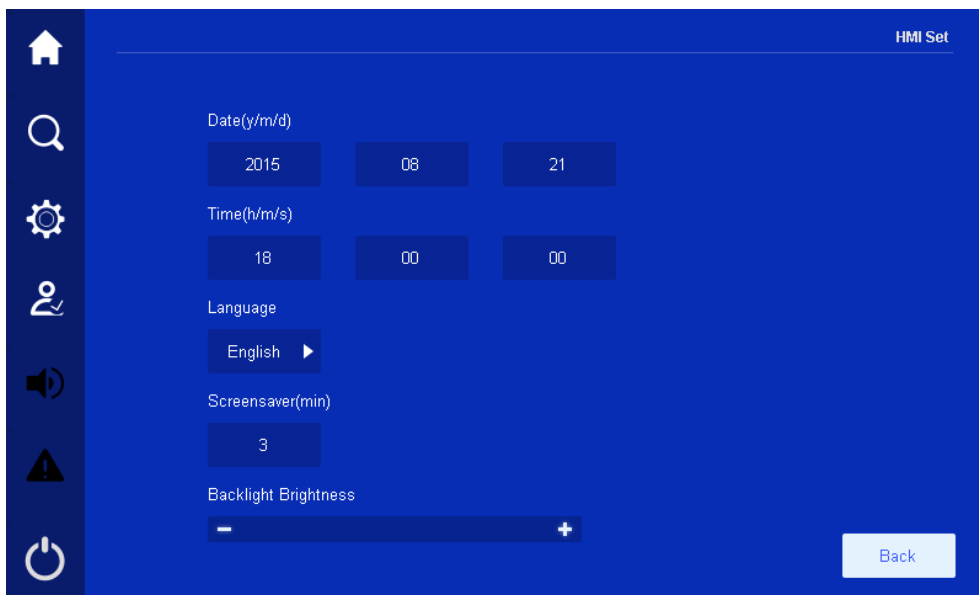 HMI Set
Date(y/m/d)
2015 08 21
Time(h/m/s)
18 00 00
Language
English
Screensaver(min)
3
Backlight Brightness
− +
Back